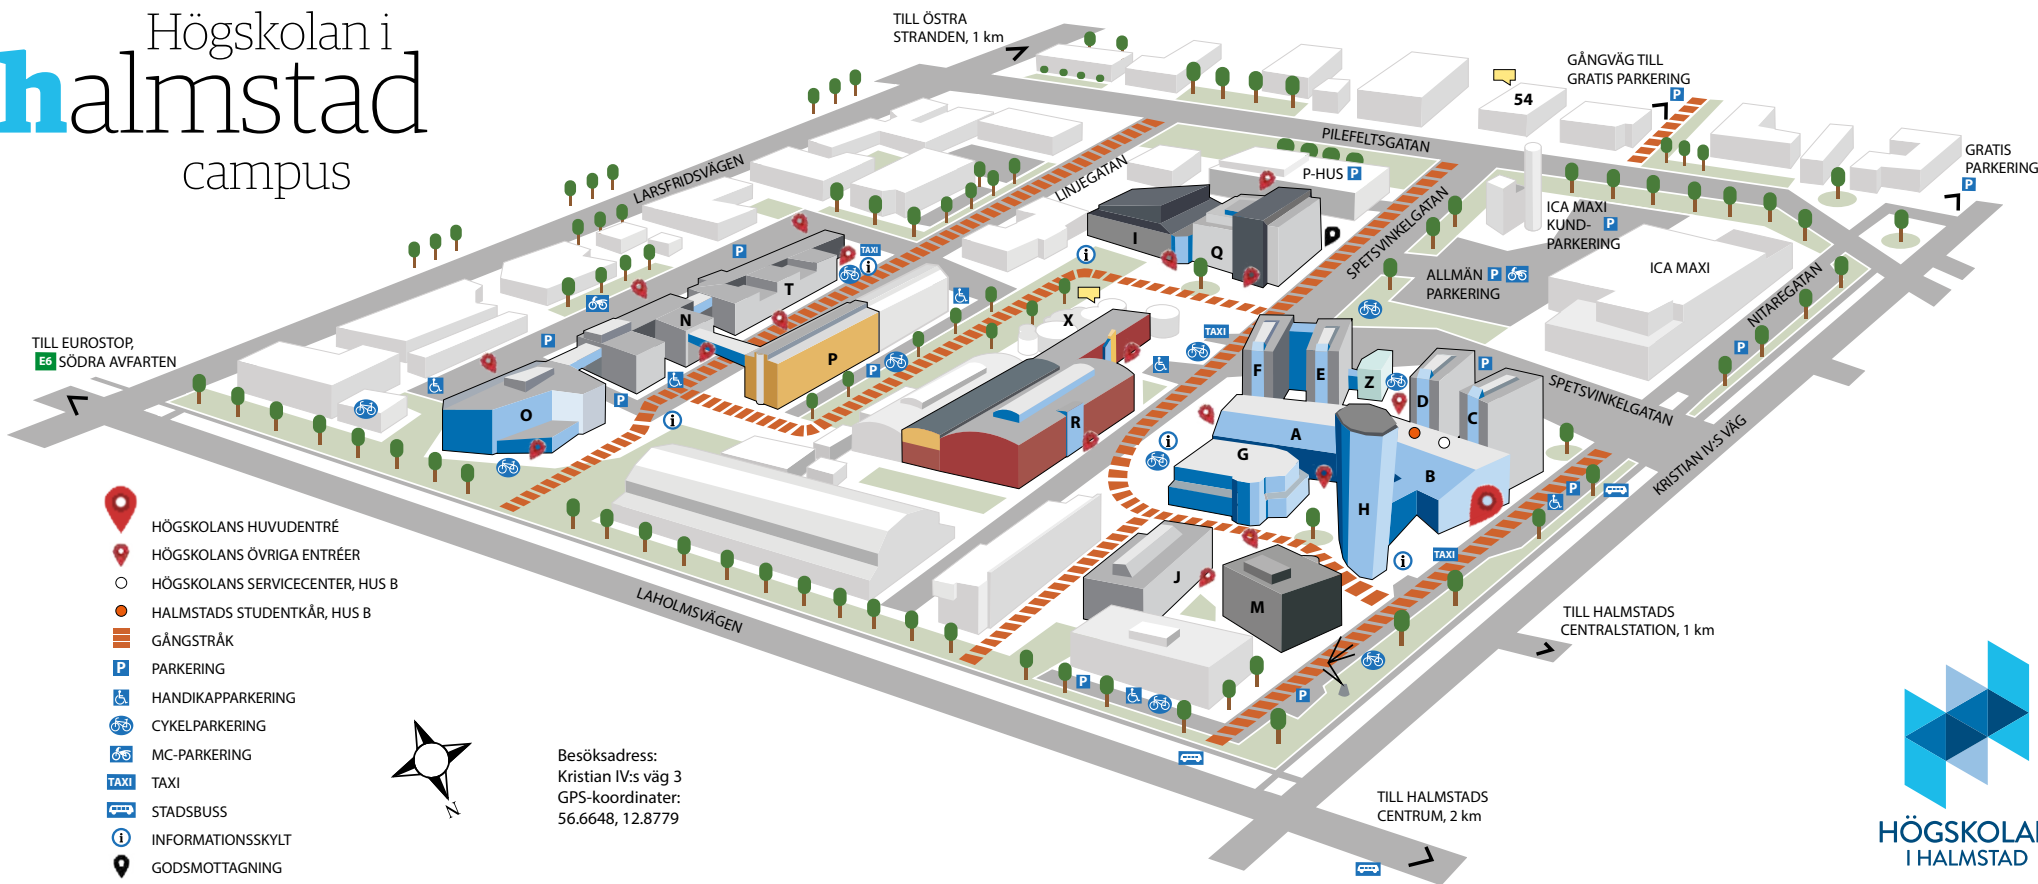 Högskolan i
halmstad
campus
TILL ÖSTRA
STRANDEN, 1 km
GÅNGVÄG TILL
GRATIS PARKERING
P
54
GRATIS
PARKERING
P
PILEFELTSGATAN
LARSFRIDSVÄGEN
LINJEGATAN
P-HUS P
SPETSVINKELGATAN
ICA MAXI
KUND- P
PARKERING
ICA MAXI
ALLMÄN P
PARKERING
NITAREGATAN
I
Q
P
TAXI
i
i
T
N
X
P
TAXI
TILL EUROSTOP,
E6 SÖDRA AVFARTEN
P
P
P
O
P
i
R
F
E
Z
D
C
P
P
SPETSVINKELGATAN
KRISTIAN IV:S VÄG
A
G
B
H
i
P
TAXI
i
J
M
LAHOLMSVÄGEN
TILL HALMSTADS
CENTRALSTATION, 1 km
P
P
TILL HALMSTADS
CENTRUM, 2 km
HÖGSKOLANS HUVUDENTRÉ
HÖGSKOLANS ÖVRIGA ENTRÉER
HÖGSKOLANS SERVICECENTER, HUS B
HALMSTADS STUDENTKÅR, HUS B
GÅNGSTRÅK
P PARKERING
HANDIKAPPARKERING
CYKELPARKERING
MC-PARKERING
TAXI TAXI
STADSBUSS
i INFORMATIONSSKYLT
GODSMOTTAGNING
N
Besöksadress:
Kristian IV:s väg 3
GPS-koordinater:
56.6648, 12.8779
HÖGSKOLAN
I HALMSTAD